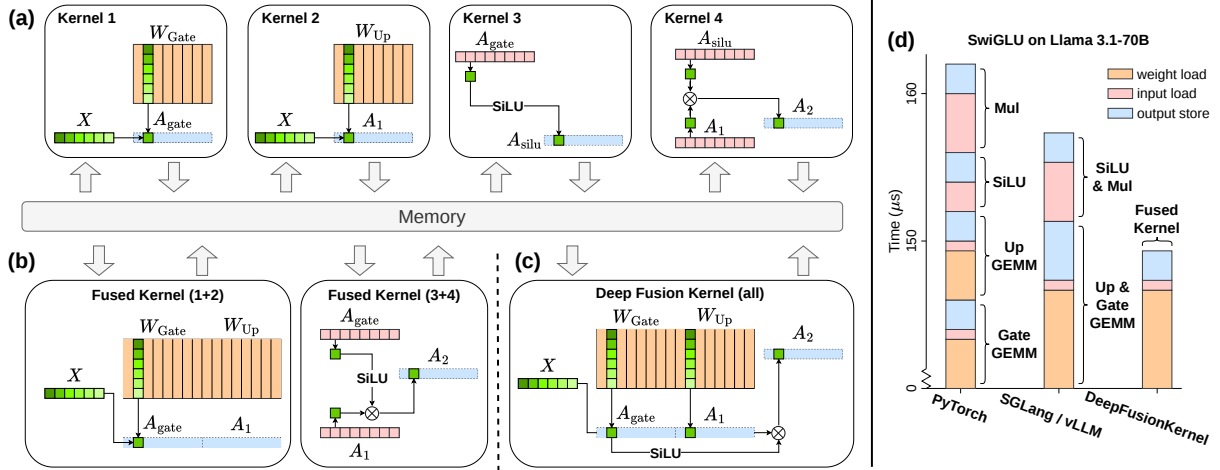 (a)
Kernel 1
W_Gate
X
A_gate
Kernel 2
W_Up
X
A_1
Kernel 3
A_gate
SiLU
A_silu
Kernel 4
A_silu
A_1
A_2
Memory
(b)
Fused Kernel (1+2)
W_Gate W_Up
X
A_gate A_1
Fused Kernel (3+4)
A_gate
SiLU
A_2
A_1
(c)
Deep Fusion Kernel (all)
W_Gate W_Up
A_2
X
A_gate A_1
SiLU
(d)
SwiGLU on Llama 3.1-70B
weight load
input load
output store
Time (μs)
160
150
0
Mul
SiLU
Up
GEMM
Gate
GEMM
SiLU
& Mul
Up &
Gate
GEMM
Fused
Kernel
PyTorch
SGLang / vLLM
DeepFusionKernel